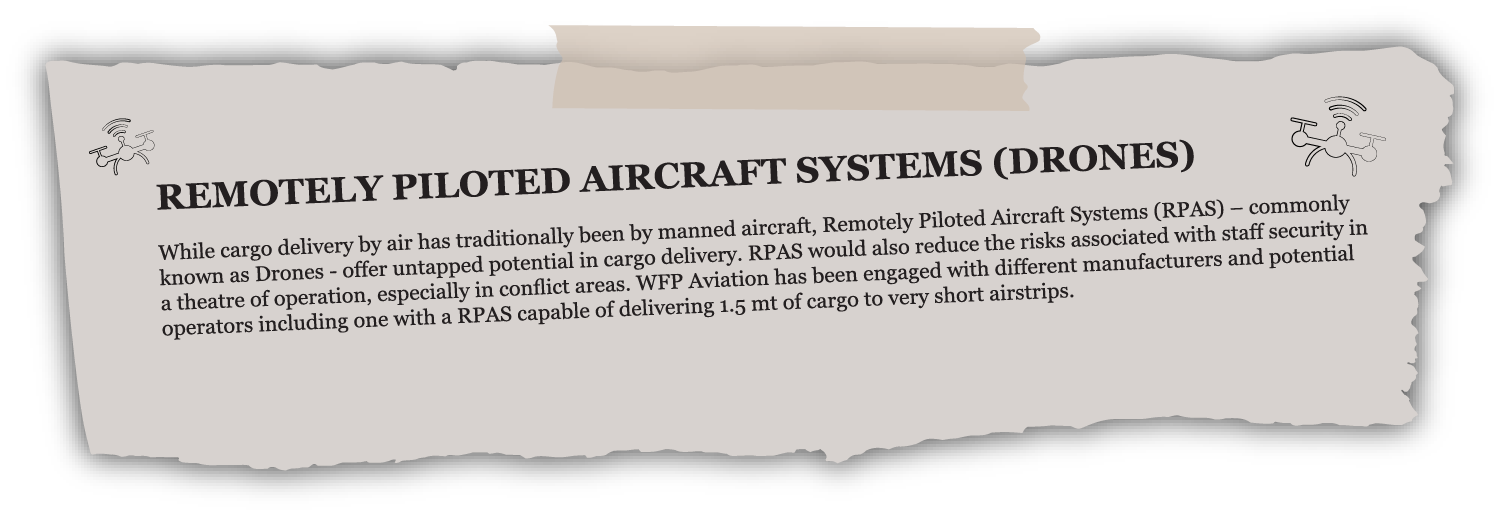 REMOTELY PILOTED AIRCRAFT SYSTEMS (DRONES)
While cargo delivery by air has traditionally been by manned aircraft, Remotely Piloted Aircraft Systems (RPAS) – commonly
known as Drones - offer untapped potential in cargo delivery. RPAS would also reduce the risks associated with staff security in
a theatre of operation, especially in conflict areas. WFP Aviation has been engaged with different manufacturers and potential
operators including one with a RPAS capable of delivering 1.5 mt of cargo to very short airstrips.